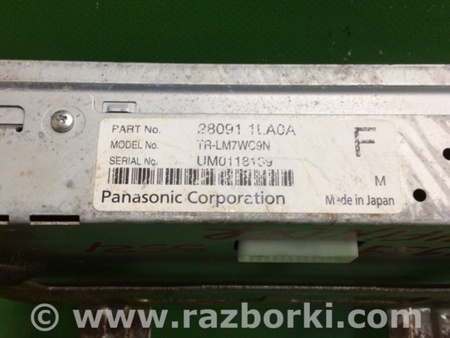 PART No. 28091 1LA0A
MODEL No. TR-LM7WC9N
SERIAL No. UM0118139
F
M
Panasonic Corporation Made in Japan
© www.razborki.com